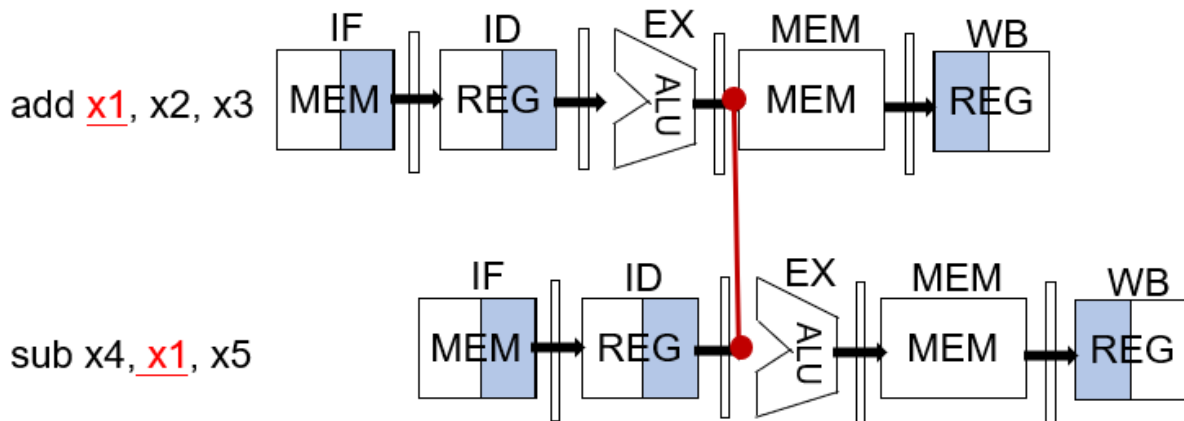 IF ID EX MEM WB
add x1, x2, x3 MEM REG ALU MEM REG
IF ID EX MEM WB
sub x4, x1, x5 MEM REG ALU MEM REG